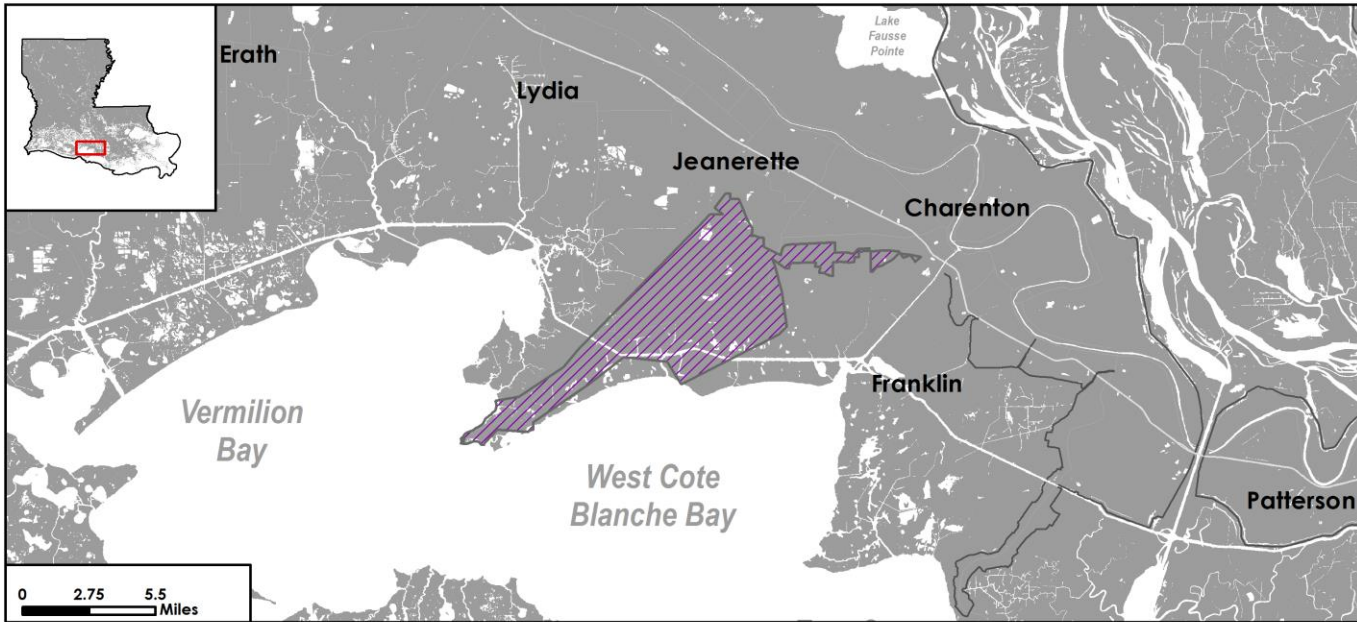 Lake
Fausse
Pointe
Erath
Lydia
Jeanerette
Charenton
Franklin
Vermilion
Bay
West Cote
Blanche Bay
Patterson
0 2.75 5.5
Miles